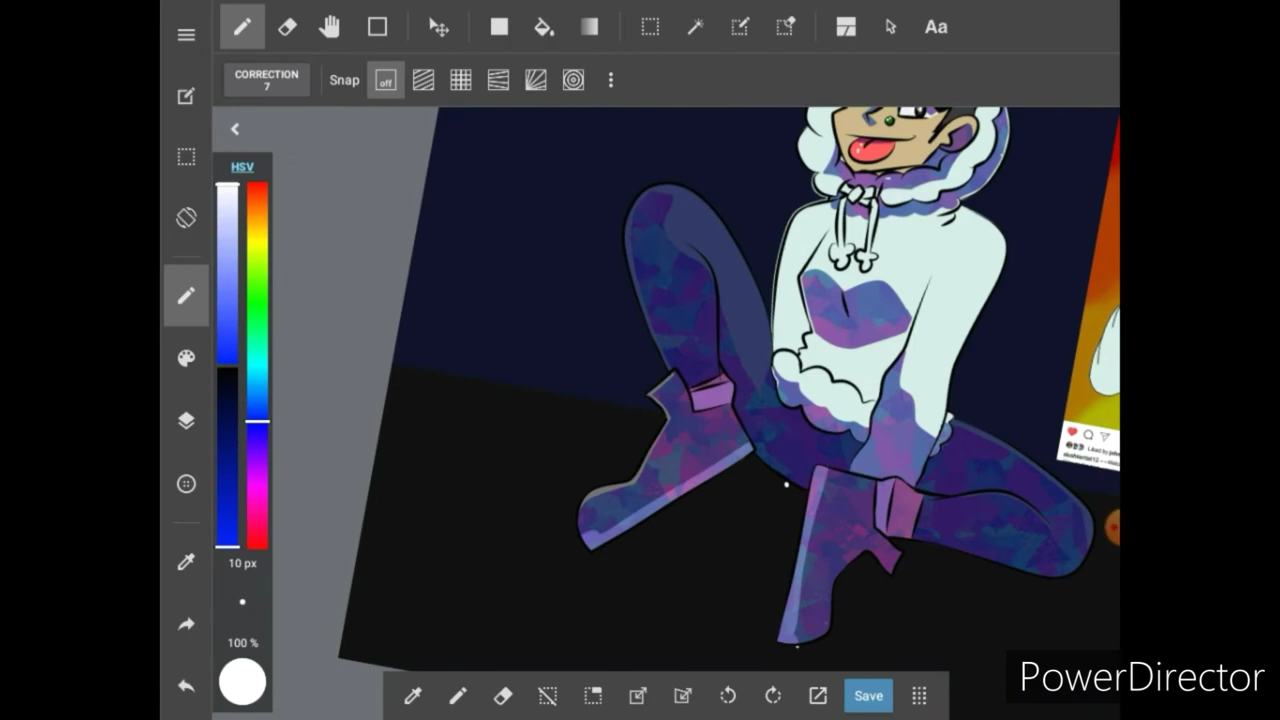 Aa
CORRECTION
7
Snap
off
HSV
10 px
100 %
Save
PowerDirector